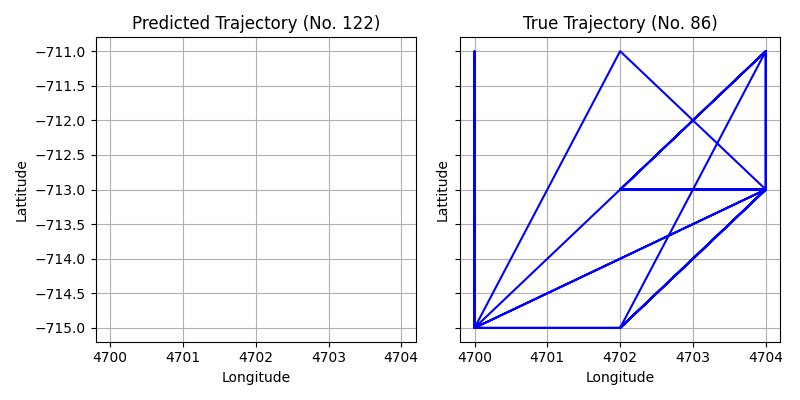 Predicted Trajectory (No. 122)
Lattitude
−711.0
−711.5
−712.0
−712.5
−713.0
−713.5
−714.0
−714.5
−715.0
4700 4701 4702 4703 4704
Longitude
True Trajectory (No. 86)
Lattitude
4700 4701 4702 4703 4704
Longitude